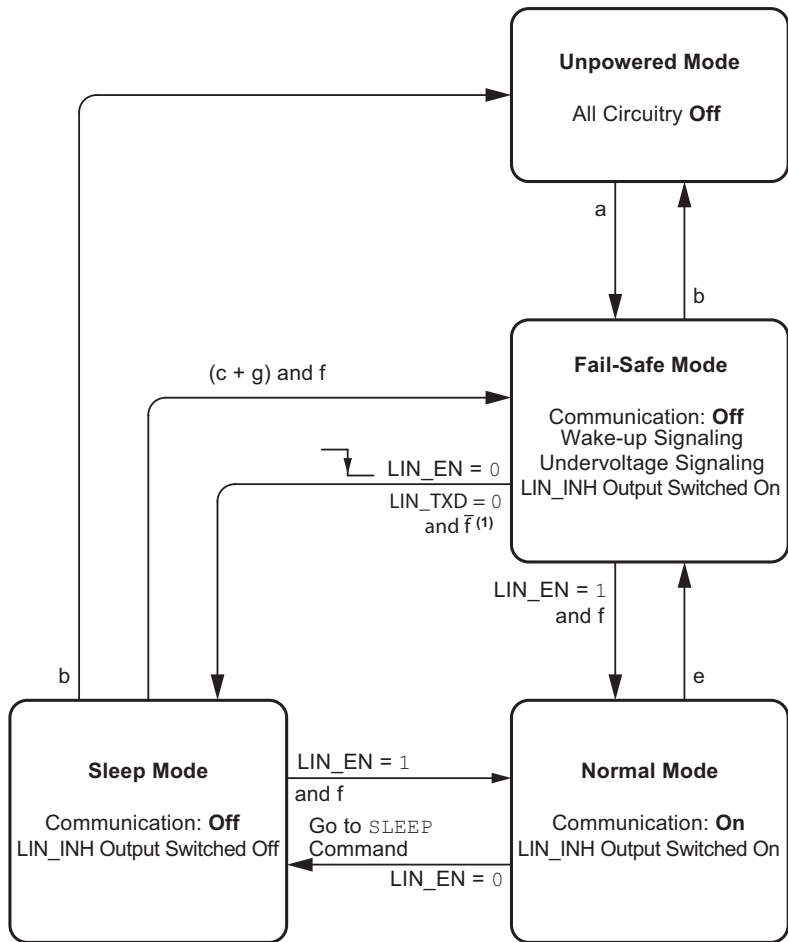 Unpowered Mode
All Circuitry Off
a
b
(c + g) and f
Fail-Safe Mode
Communication: Off
Wake-up Signaling
Undervoltage Signaling
LIN_INH Output Switched On
LIN_EN = 0
LIN_TXD = 0
and f̅ (1)
LIN_EN = 1
and f
b
e
Sleep Mode
Communication: Off
LIN_INH Output Switched Off
LIN_EN = 1
and f
Go to SLEEP
Command
LIN_EN = 0
Normal Mode
Communication: On
LIN_INH Output Switched On